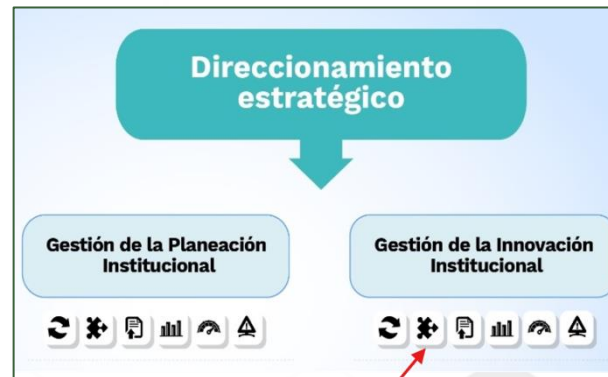 Direccionamiento
estratégico
Gestión de la Planeación
Institucional
Gestión de la Innovación
Institucional